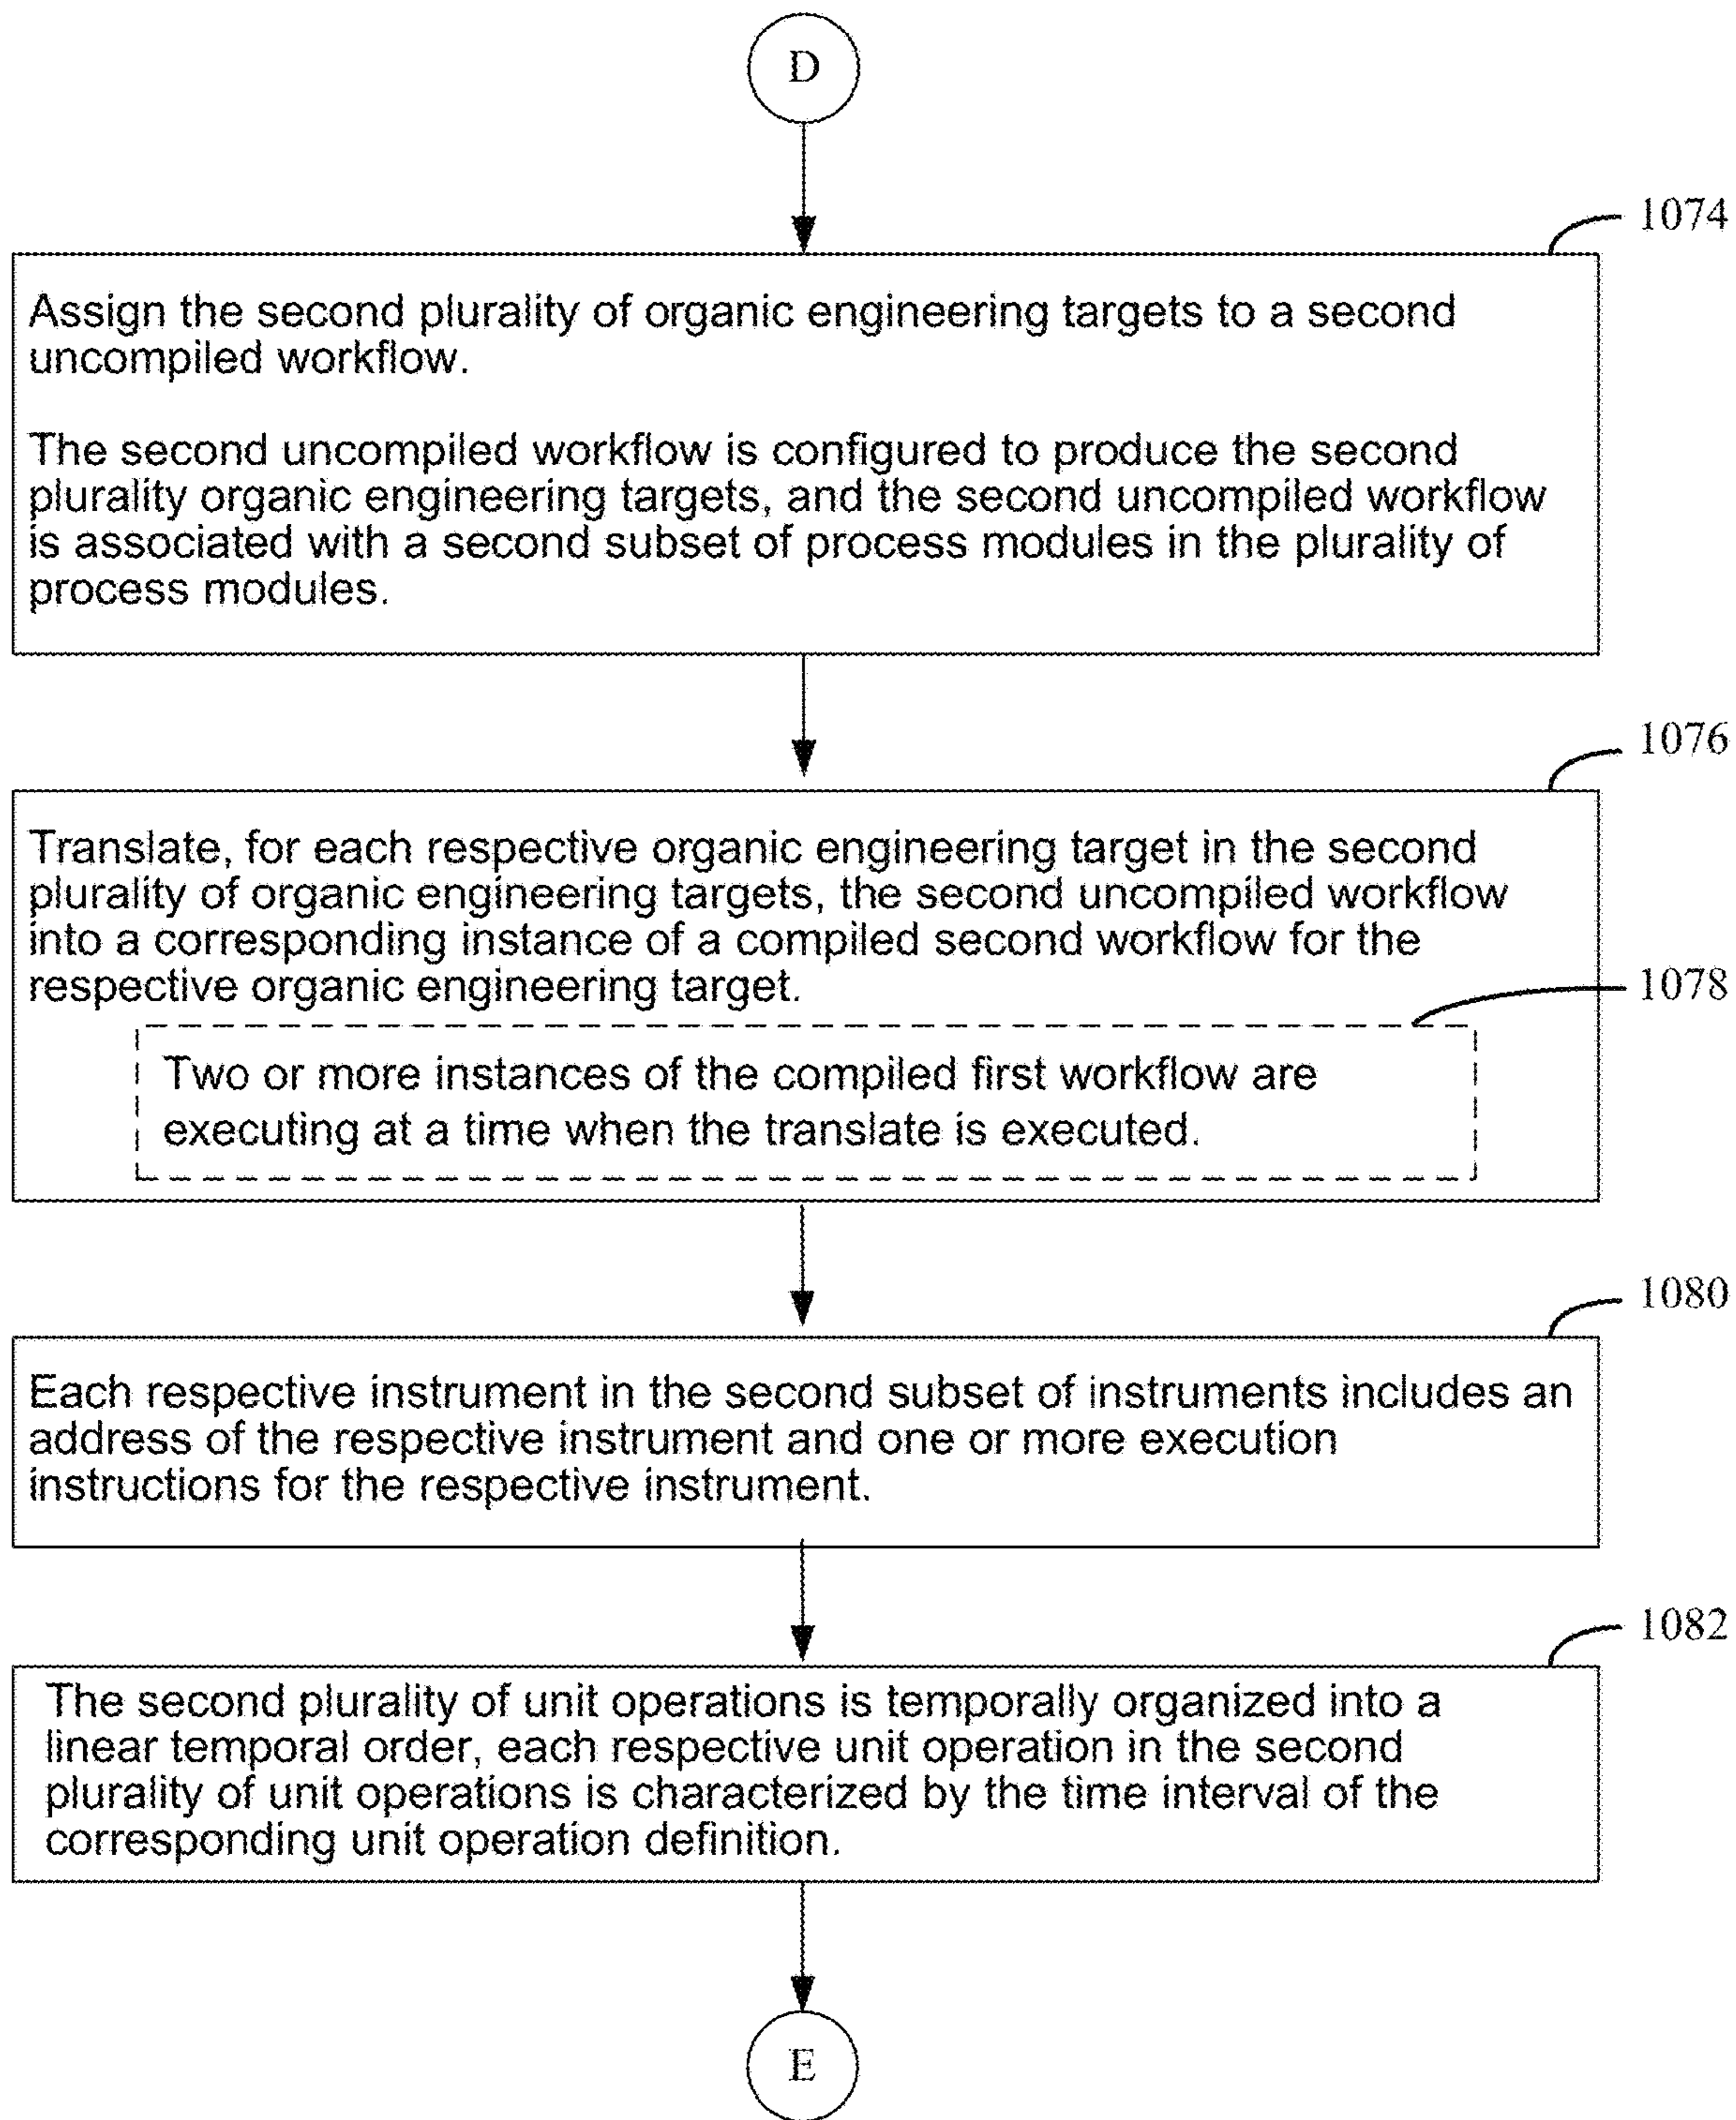 D
1074
Assign the second plurality of organic engineering targets to a second
uncompiled workflow.
The second uncompiled workflow is configured to produce the second
plurality organic engineering targets, and the second uncompiled workflow
is associated with a second subset of process modules in the plurality of
process modules.
1076
Translate, for each respective organic engineering target in the second
plurality of organic engineering targets, the second uncompiled workflow
into a corresponding instance of a compiled second workflow for the
respective organic engineering target.
1078
Two or more instances of the compiled first workflow are
executing at a time when the translate is executed.
1080
Each respective instrument in the second subset of instruments includes an
address of the respective instrument and one or more execution
instructions for the respective instrument.
1082
The second plurality of unit operations is temporally organized into a
linear temporal order, each respective unit operation in the second
plurality of unit operations is characterized by the time interval of the
corresponding unit operation definition.
E